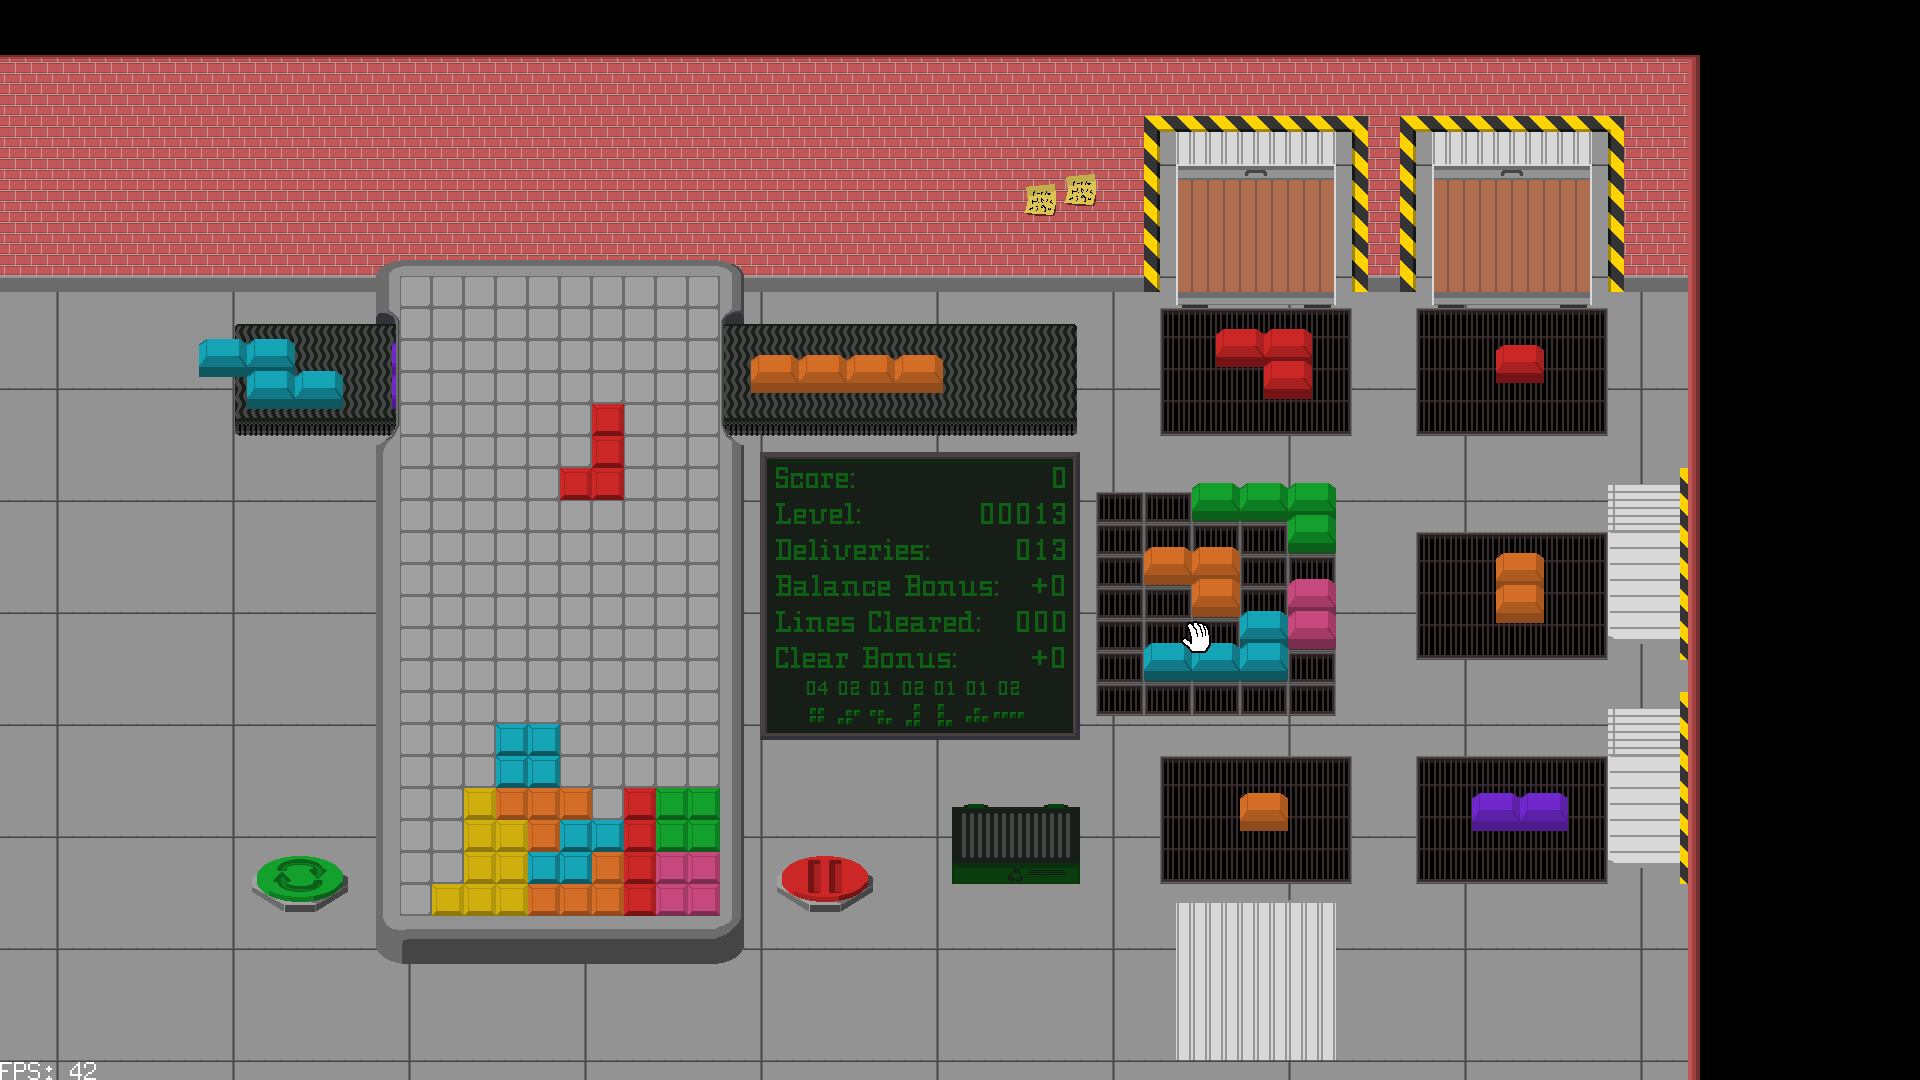 Score: 0
Level: 00013
Deliveries: 013
Balance Bonus: +0
Lines Cleared: 000
Clear Bonus: +0
04 02 01 02 01 01 02
FPS: 42